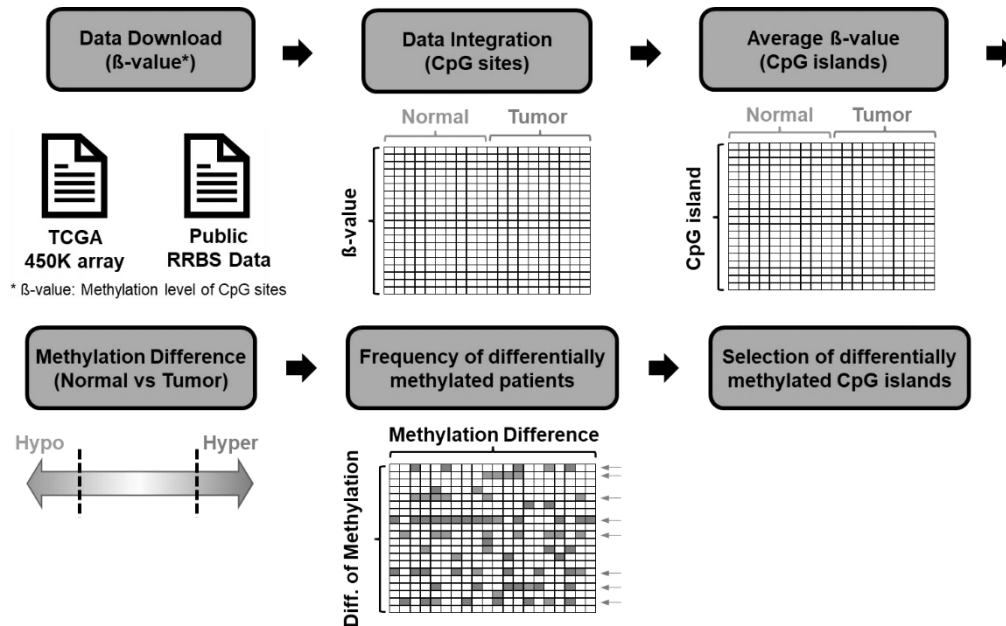 Data Download
(ß-value*)
Data Integration
(CpG sites)
Average ß-value
(CpG islands)
Normal
Tumor
ß-value
Normal
Tumor
CpG island
TCGA
450K array
Public
RRBS Data
* ß-value: Methylation level of CpG sites
Methylation Difference
(Normal vs Tumor)
Frequency of differentially
methylated patients
Selection of differentially
methylated CpG islands
Hypo
Hyper
Methylation Difference
Diff. of Methylation